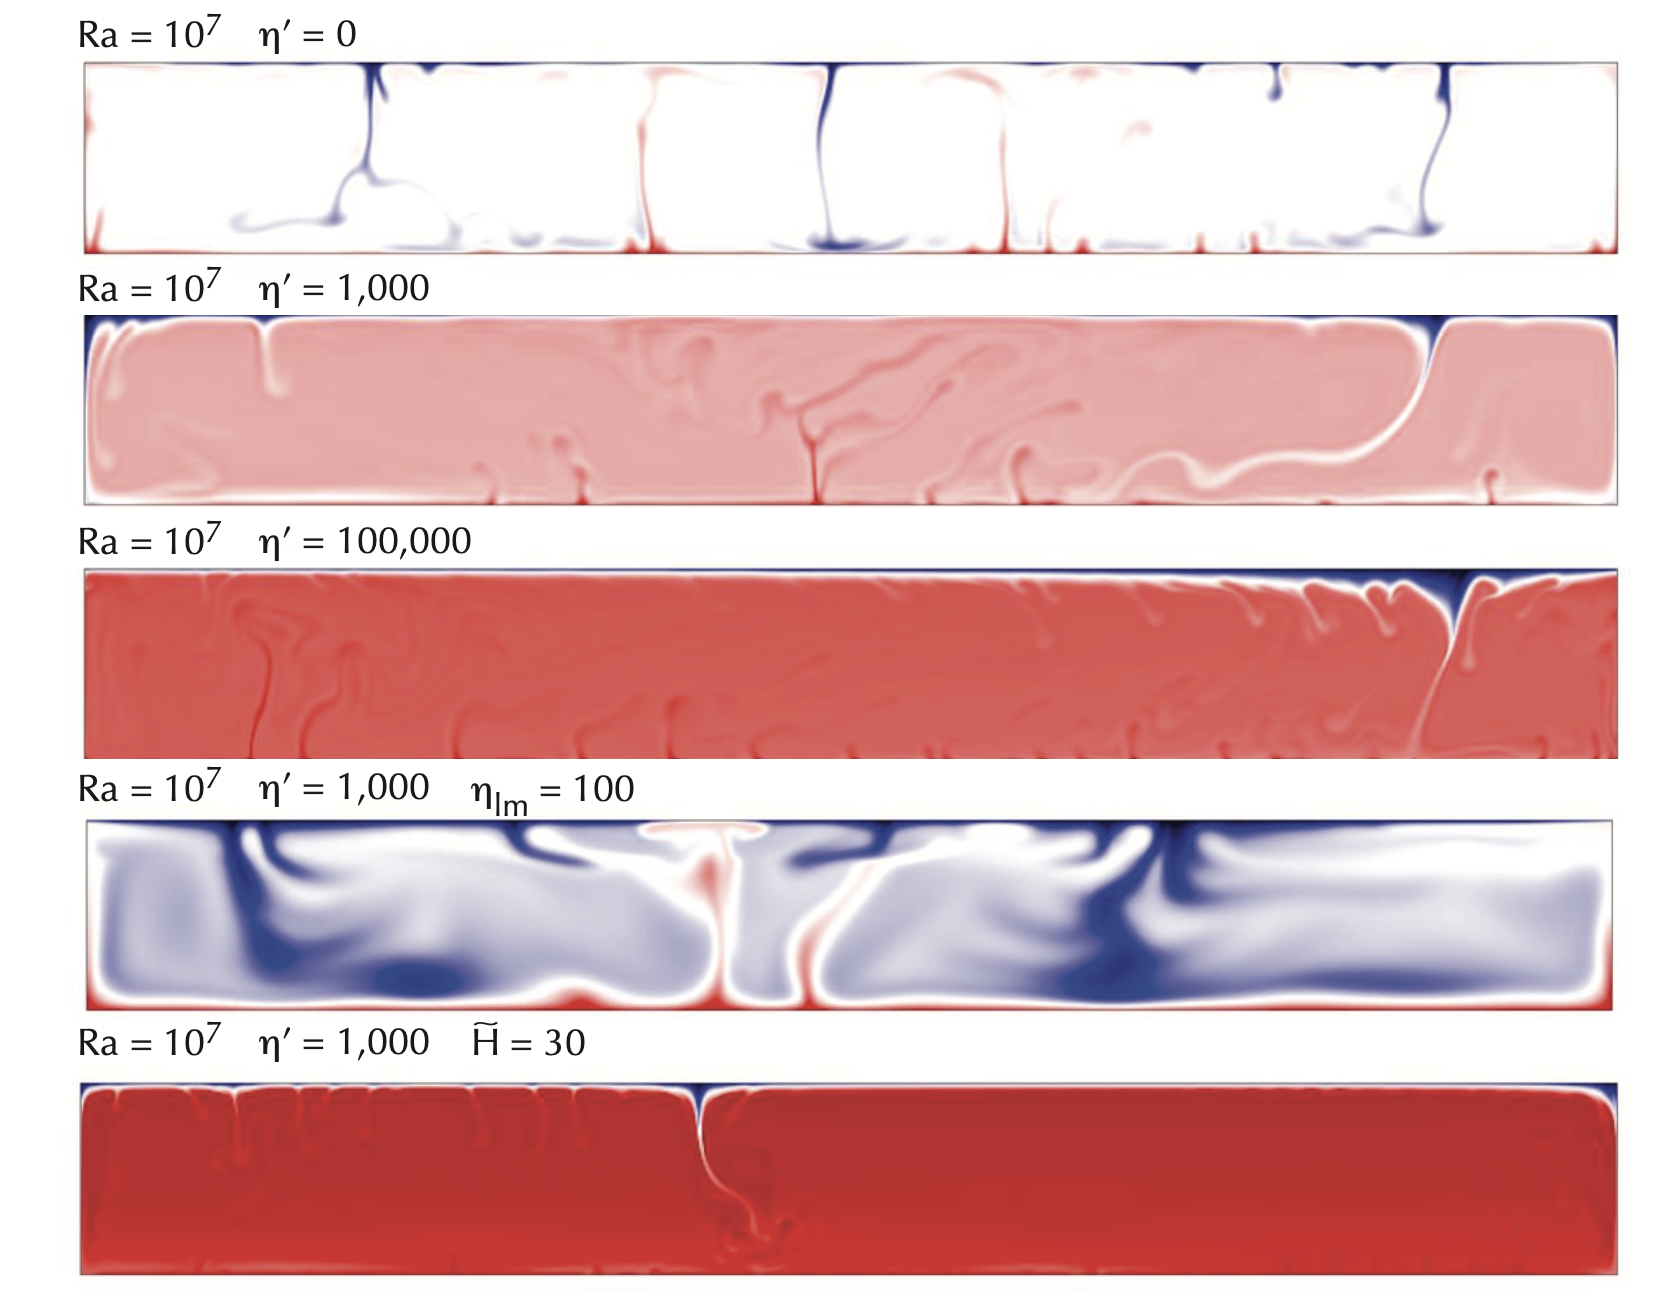 Ra = 10⁷ η′ = 0
Ra = 10⁷ η′ = 1,000
Ra = 10⁷ η′ = 100,000
Ra = 10⁷ η′ = 1,000 ηlm = 100
Ra = 10⁷ η′ = 1,000 H̃ = 30